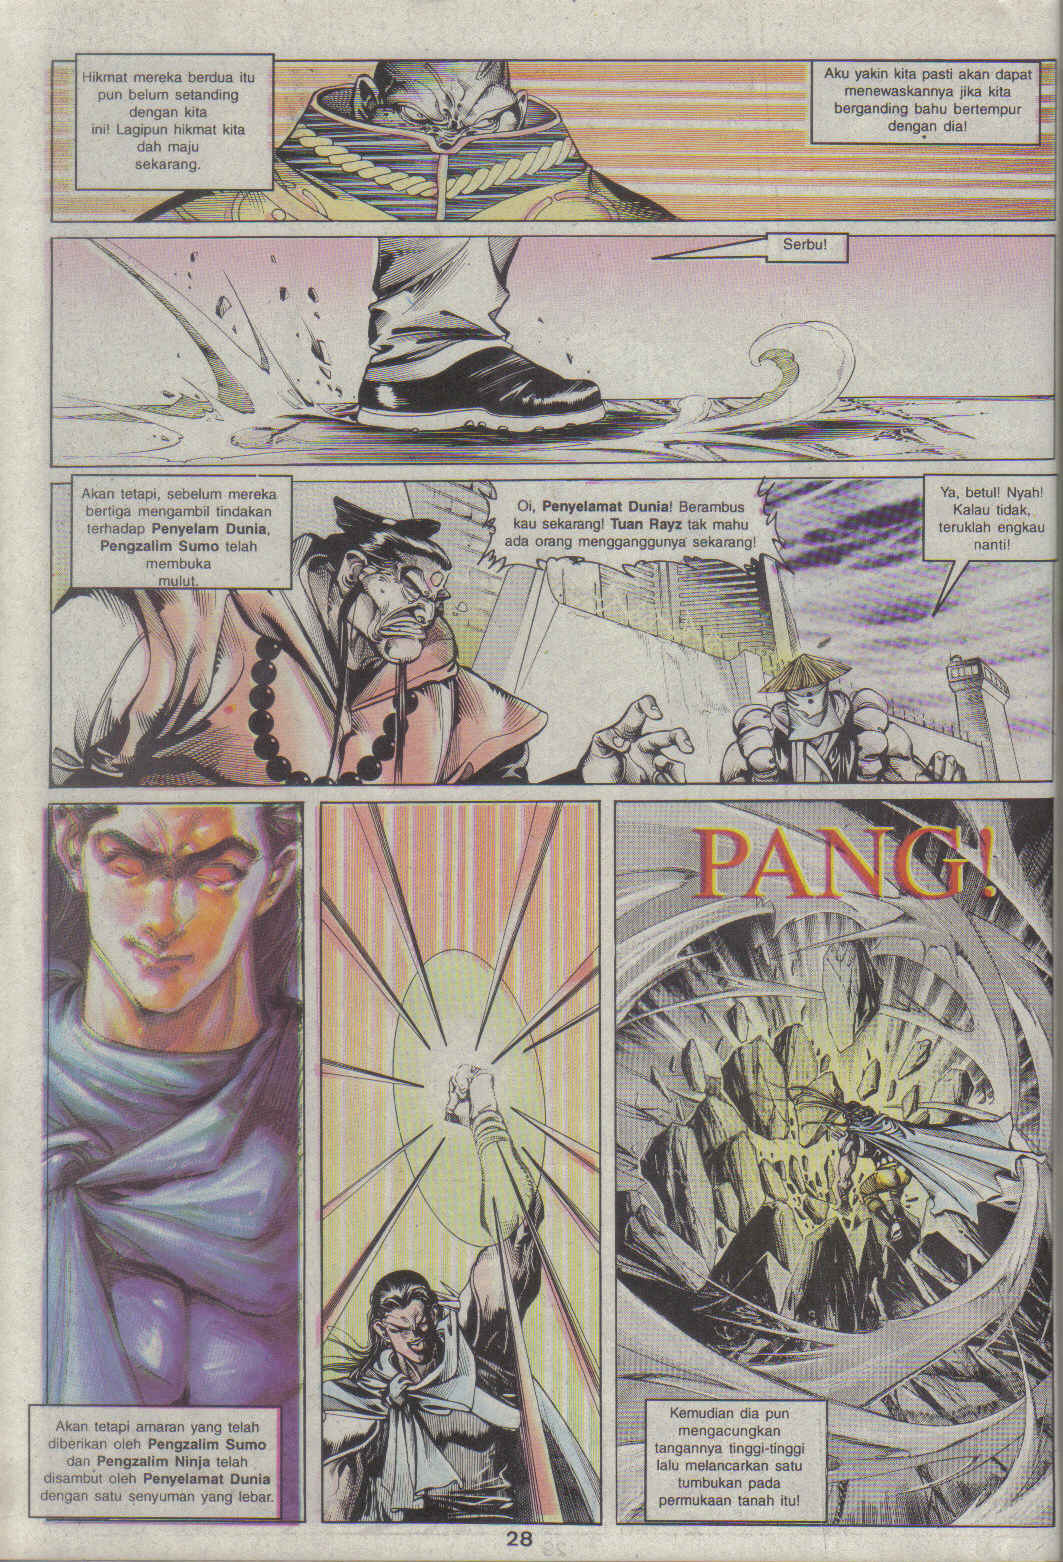 Hikmat mereka berdua itu
pun belum setanding
dengan kita
ini! Lagipun hikmat kita
dah maju
sekarang.
Aku yakin kita pasti akan dapat
menewaskannya jika kita
berganding bahu bertempur
dengan dia!
Serbu!
Akan tetapi, sebelum mereka
bertiga mengambil tindakan
terhadap Penyelam Dunia,
Pengzalim Sumo telah
membuka
mulut.
Oi, Penyelamat Dunia! Berambus
kau sekarang! Tuan Rayz tak mahu
ada orang mengganggunya sekarang!
Ya, betul! Nyah!
Kalau tidak,
teruklah engkau
nanti!
Akan tetapi amaran yang telah
diberikan oleh Pengzalim Sumo
dan Pengzalim Ninja telah
disambut oleh Penyelamat Dunia
dengan satu senyuman yang lebar.
PANG!
Kemudian dia pun
mengacungkan
tangannya tinggi-tinggi
lalu melancarkan satu
tumbukan pada
permukaan tanah itu!
28